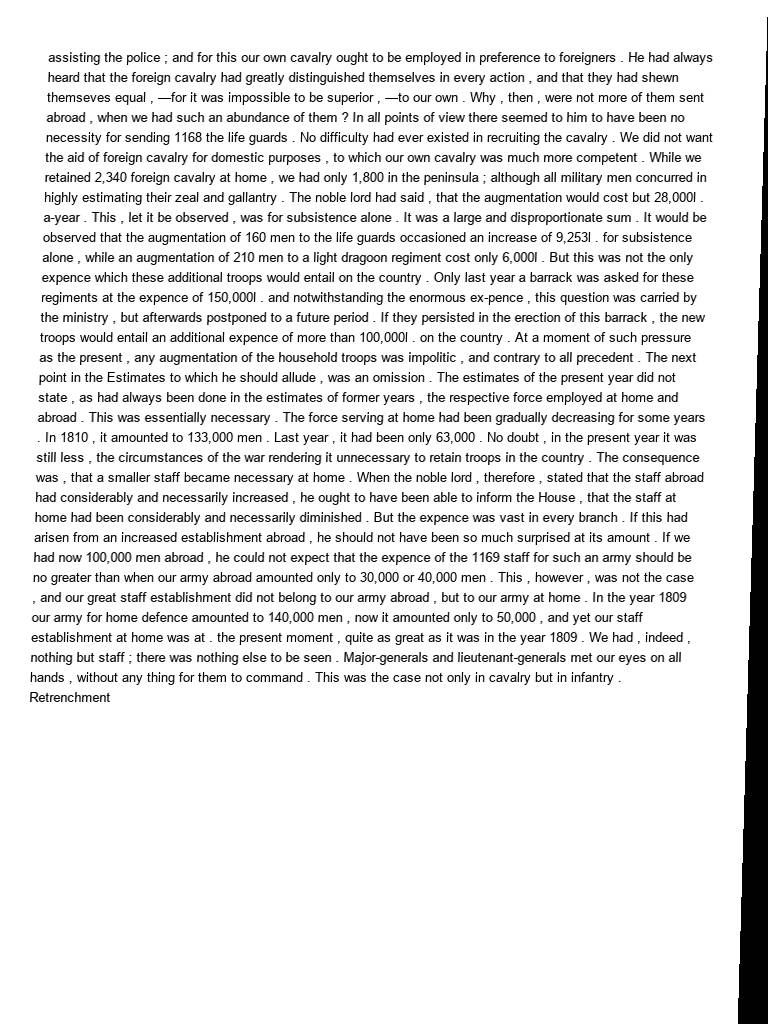 assisting the police ; and for this our own cavalry ought to be employed in preference to foreigners . He had always
heard that the foreign cavalry had greatly distinguished themselves in every action , and that they had shewn
themseves equal , —for it was impossible to be superior , —to our own . Why , then , were not more of them sent
abroad , when we had such an abundance of them ? In all points of view there seemed to him to have been no
necessity for sending 1168 the life guards . No difficulty had ever existed in recruiting the cavalry . We did not want
the aid of foreign cavalry for domestic purposes , to which our own cavalry was much more competent . While we
retained 2,340 foreign cavalry at home , we had only 1,800 in the peninsula ; although all military men concurred in
highly estimating their zeal and gallantry . The noble lord had said , that the augmentation would cost but 28,000l .
a-year . This , let it be observed , was for subsistence alone . It was a large and disproportionate sum . It would be
observed that the augmentation of 160 men to the life guards occasioned an increase of 9,253l . for subsistence
alone , while an augmentation of 210 men to a light dragoon regiment cost only 6,000l . But this was not the only
expence which these additional troops would entail on the country . Only last year a barrack was asked for these
regiments at the expence of 150,000l . and notwithstanding the enormous ex-pence , this question was carried by
the ministry , but afterwards postponed to a future period . If they persisted in the erection of this barrack , the new
troops would entail an additional expence of more than 100,000l . on the country . At a moment of such pressure
as the present , any augmentation of the household troops was impolitic , and contrary to all precedent . The next
point in the Estimates to which he should allude , was an omission . The estimates of the present year did not
state , as had always been done in the estimates of former years , the respective force employed at home and
abroad . This was essentially necessary . The force serving at home had been gradually decreasing for some years
. In 1810 , it amounted to 133,000 men . Last year , it had been only 63,000 . No doubt , in the present year it was
still less , the circumstances of the war rendering it unnecessary to retain troops in the country . The consequence
was , that a smaller staff became necessary at home . When the noble lord , therefore , stated that the staff abroad
had considerably and necessarily increased , he ought to have been able to inform the House , that the staff at
home had been considerably and necessarily diminished . But the expence was vast in every branch . If this had
arisen from an increased establishment abroad , he should not have been so much surprised at its amount . If we
had now 100,000 men abroad , he could not expect that the expence of the 1169 staff for such an army should be
no greater than when our army abroad amounted only to 30,000 or 40,000 men . This , however , was not the case
, and our great staff establishment did not belong to our army abroad , but to our army at home . In the year 1809
our army for home defence amounted to 140,000 men , now it amounted only to 50,000 , and yet our staff
establishment at home was at . the present moment , quite as great as it was in the year 1809 . We had , indeed ,
nothing but staff ; there was nothing else to be seen . Major-generals and lieutenant-generals met our eyes on all
hands , without any thing for them to command . This was the case not only in cavalry but in infantry .
Retrenchment